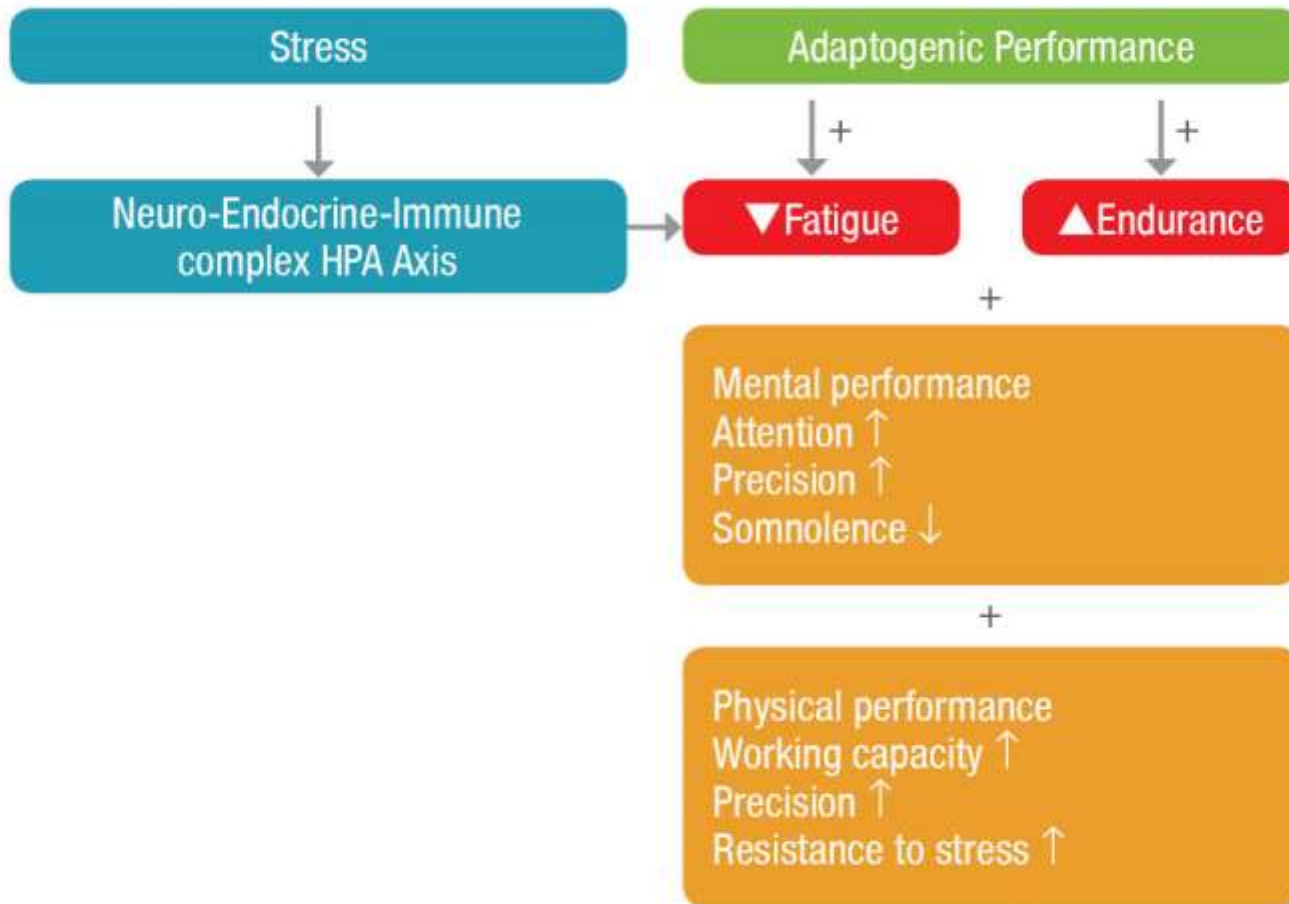 Stress
Adaptogenic Performance
+
+
Neuro-Endocrine-Immune
complex HPA Axis
▼Fatigue
▲Endurance
+
Mental performance
Attention ↑
Precision ↑
Somnolence ↓
+
Physical performance
Working capacity ↑
Precision ↑
Resistance to stress ↑